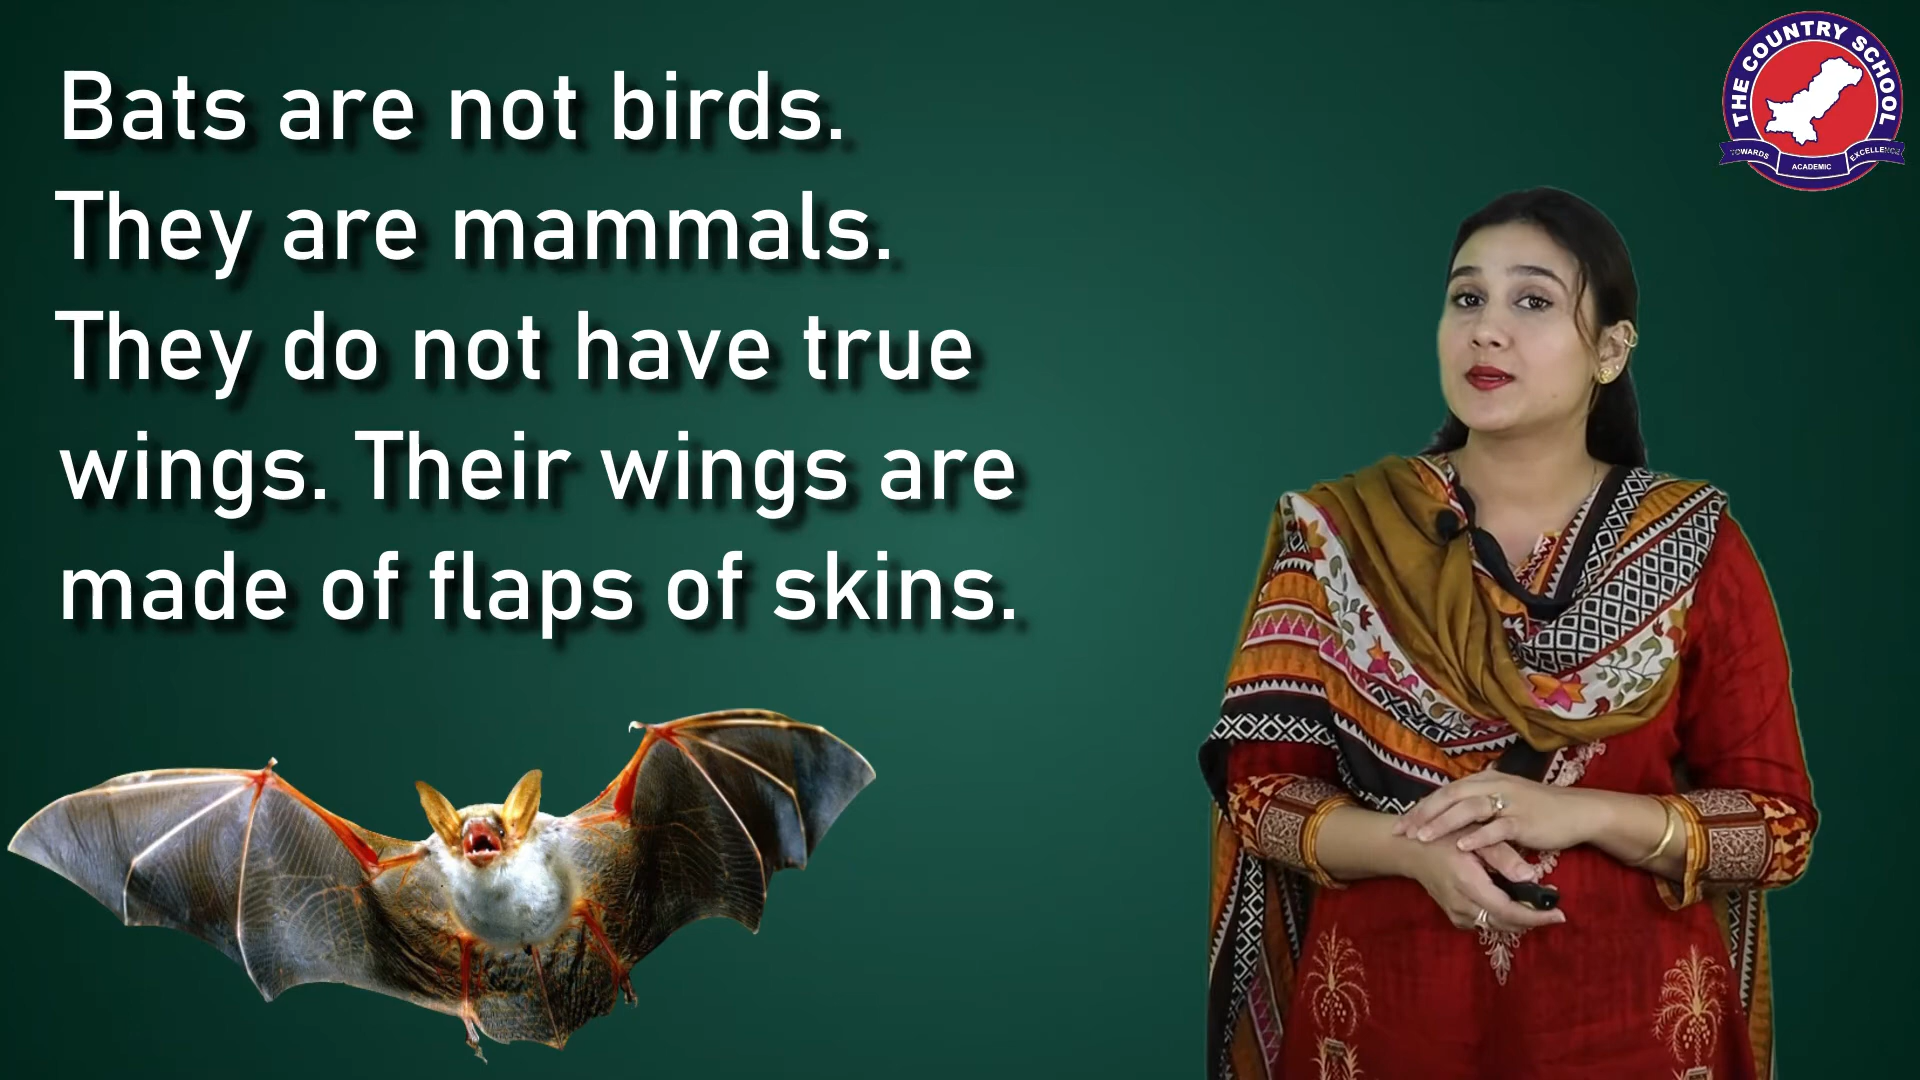 Bats are not birds.
They are mammals.
They do not have true
wings. Their wings are
made of flaps of skins.
THE COUNTRY SCHOOL
TOWARDS ACADEMIC EXCELLENCE